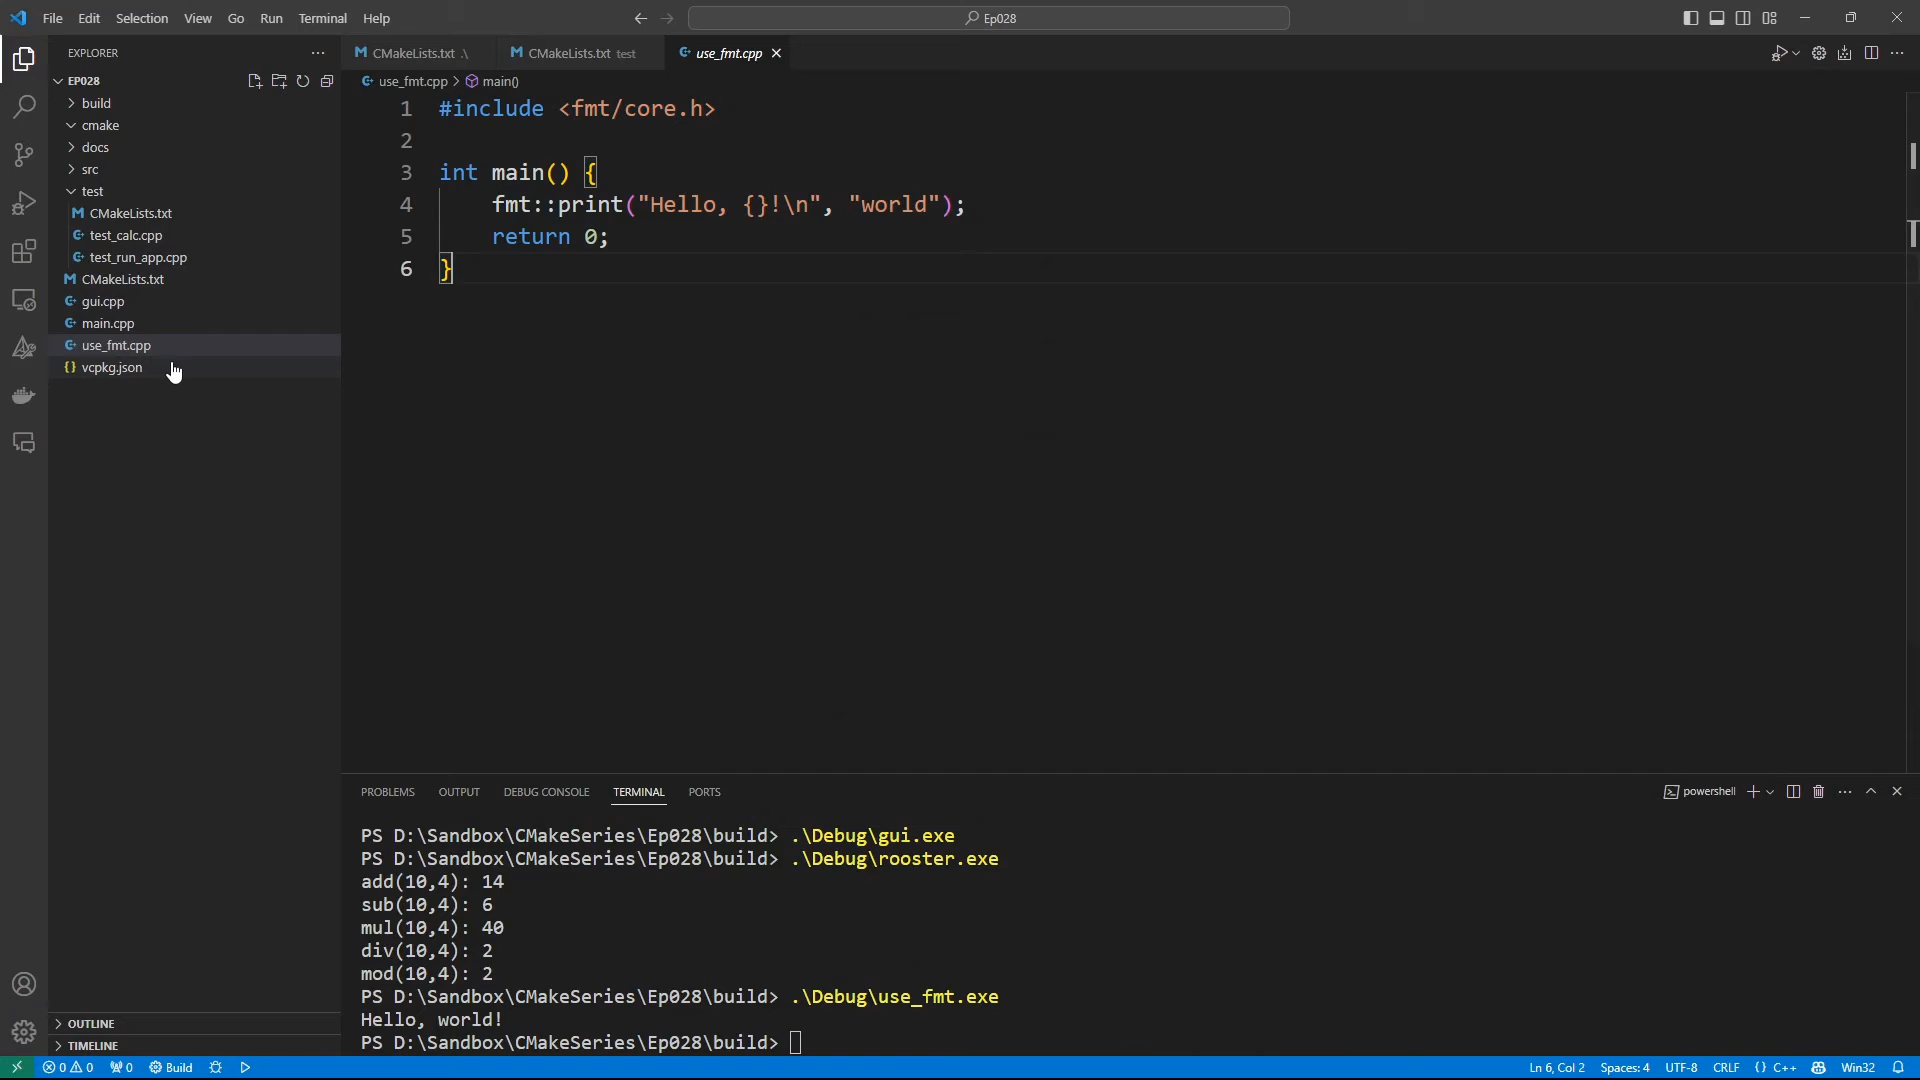 File Edit Selection View Go Run Terminal Help
Ep028
EXPLORER
EP028
build
cmake
docs
src
test
CMakeLists.txt
test_calc.cpp
test_run_app.cpp
CMakeLists.txt
gui.cpp
main.cpp
use_fmt.cpp
vcpkg.json
OUTLINE
TIMELINE
CMakeLists.txt .\
CMakeLists.txt test
use_fmt.cpp
use_fmt.cpp > main()
1 #include <fmt/core.h>
2
3 int main() {
4 fmt::print("Hello, {}!\n", "world");
5 return 0;
6 }
PROBLEMS OUTPUT DEBUG CONSOLE TERMINAL PORTS
powershell
PS D:\Sandbox\CMakeSeries\Ep028\build> .\Debug\gui.exe
PS D:\Sandbox\CMakeSeries\Ep028\build> .\Debug\rooster.exe
add(10,4): 14
sub(10,4): 6
mul(10,4): 40
div(10,4): 2
mod(10,4): 2
PS D:\Sandbox\CMakeSeries\Ep028\build> .\Debug\use_fmt.exe
Hello, world!
PS D:\Sandbox\CMakeSeries\Ep028\build>
0 0 0 Build
Ln 6, Col 2 Spaces: 4 UTF-8 CRLF {} C++ Win32